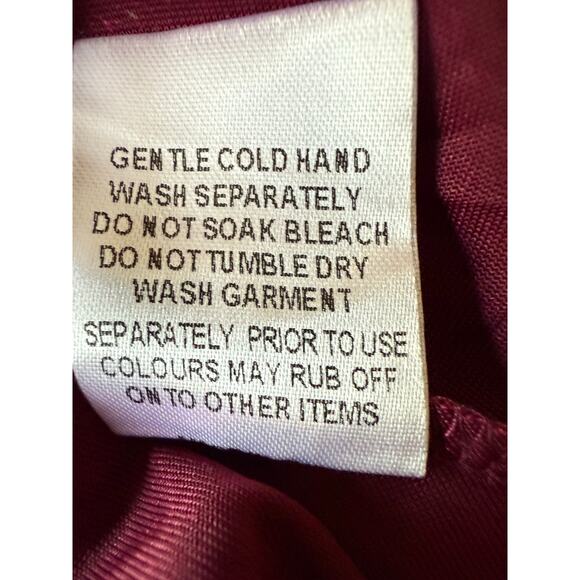 GENTLE COLD HAND
WASH SEPARATELY
DO NOT SOAK BLEACH
DO NOT TUMBLE DRY
WASH GARMENT
SEPARATELY PRIOR TO USE
COLOURS MAY RUB OFF
ON TO OTHER ITEMS